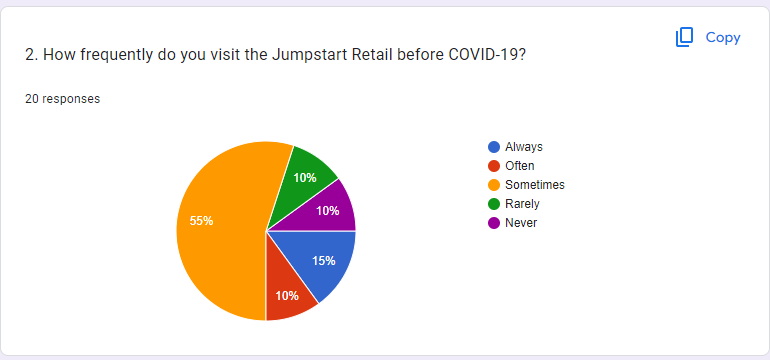 Copy
2. How frequently do you visit the Jumpstart Retail before COVID-19?
20 responses
Always
Often
Sometimes
Rarely
Never
10%
10%
55%
15%
10%